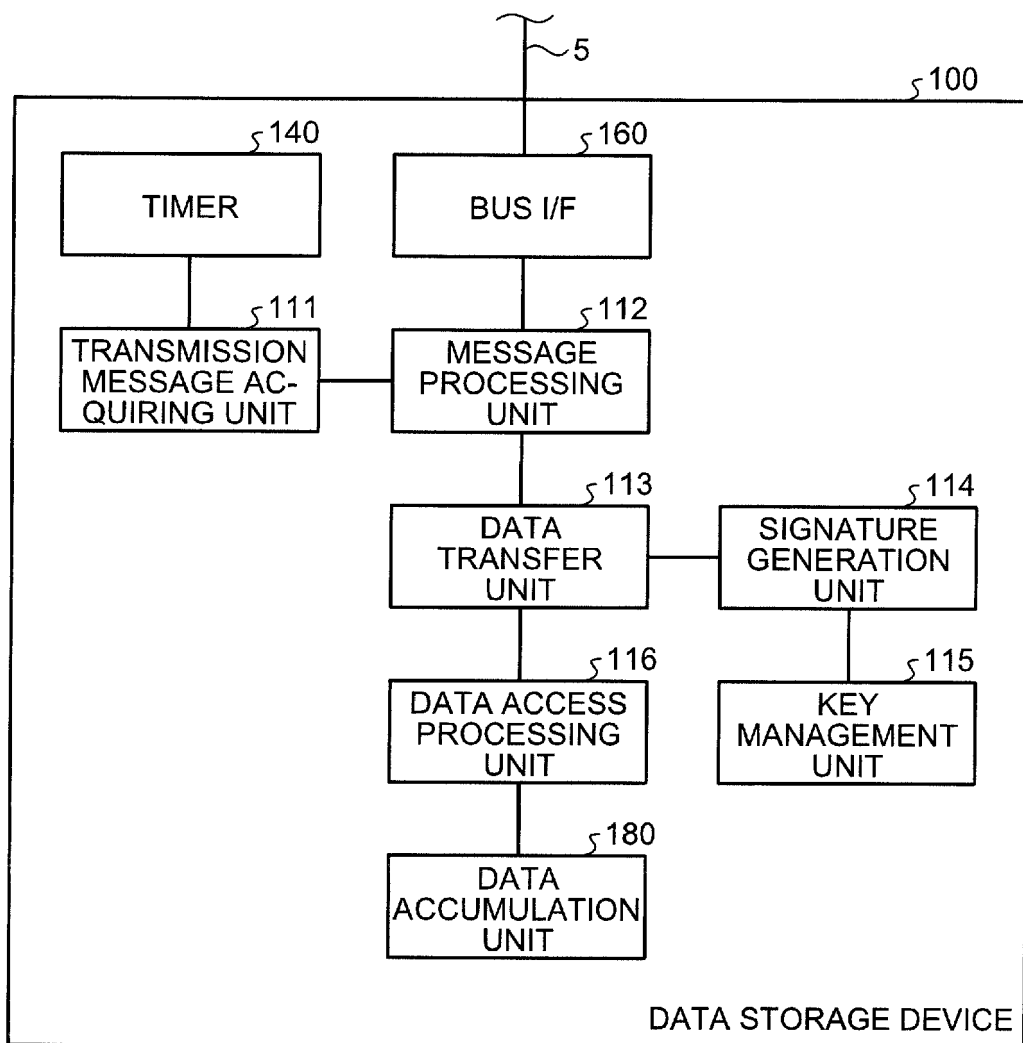 5
100
140
160
TIMER
BUS I/F
111
112
TRANSMISSION
MESSAGE AC-
QUIRING UNIT
MESSAGE
PROCESSING
UNIT
113
114
DATA
TRANSFER
UNIT
SIGNATURE
GENERATION
UNIT
116
115
DATA ACCESS
PROCESSING
UNIT
KEY
MANAGEMENT
UNIT
180
DATA
ACCUMULATION
UNIT
DATA STORAGE DEVICE